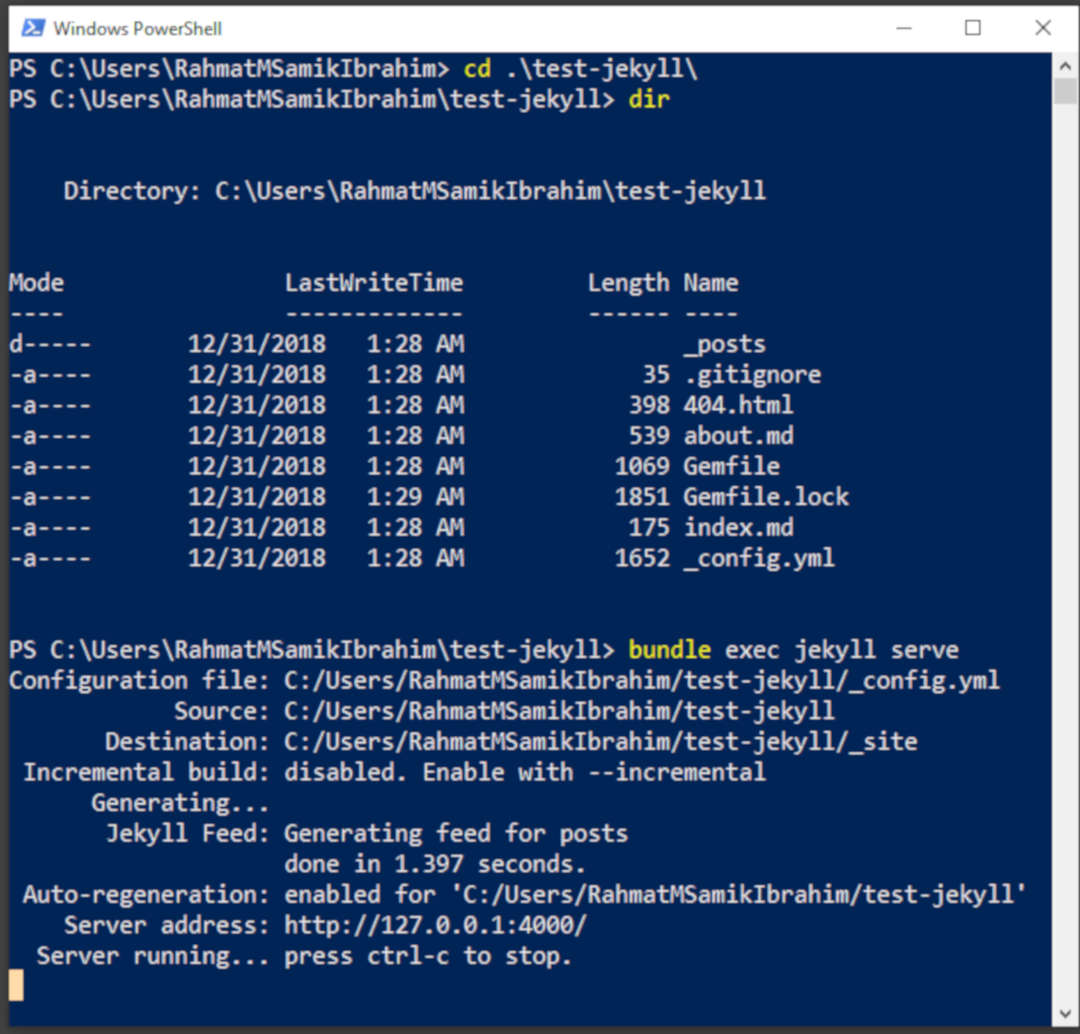 Windows PowerShell
PS C:\Users\RahmatMSamikIbrahim> cd .\test-jekyll\
PS C:\Users\RahmatMSamikIbrahim\test-jekyll> dir
    Directory: C:\Users\RahmatMSamikIbrahim\test-jekyll
Mode                LastWriteTime         Length Name
----                -------------         ------ ----
d-----       12/31/2018   1:28 AM                _posts
-a----       12/31/2018   1:28 AM             35 .gitignore
-a----       12/31/2018   1:28 AM            398 404.html
-a----       12/31/2018   1:28 AM            539 about.md
-a----       12/31/2018   1:28 AM           1069 Gemfile
-a----       12/31/2018   1:29 AM           1851 Gemfile.lock
-a----       12/31/2018   1:28 AM            175 index.md
-a----       12/31/2018   1:28 AM           1652 _config.yml
PS C:\Users\RahmatMSamikIbrahim\test-jekyll> bundle exec jekyll serve
Configuration file: C:/Users/RahmatMSamikIbrahim/test-jekyll/_config.yml
            Source: C:/Users/RahmatMSamikIbrahim/test-jekyll
       Destination: C:/Users/RahmatMSamikIbrahim/test-jekyll/_site
 Incremental build: disabled. Enable with --incremental
      Generating...
       Jekyll Feed: Generating feed for posts
                    done in 1.397 seconds.
 Auto-regeneration: enabled for 'C:/Users/RahmatMSamikIbrahim/test-jekyll'
    Server address: http://127.0.0.1:4000/
  Server running... press ctrl-c to stop.